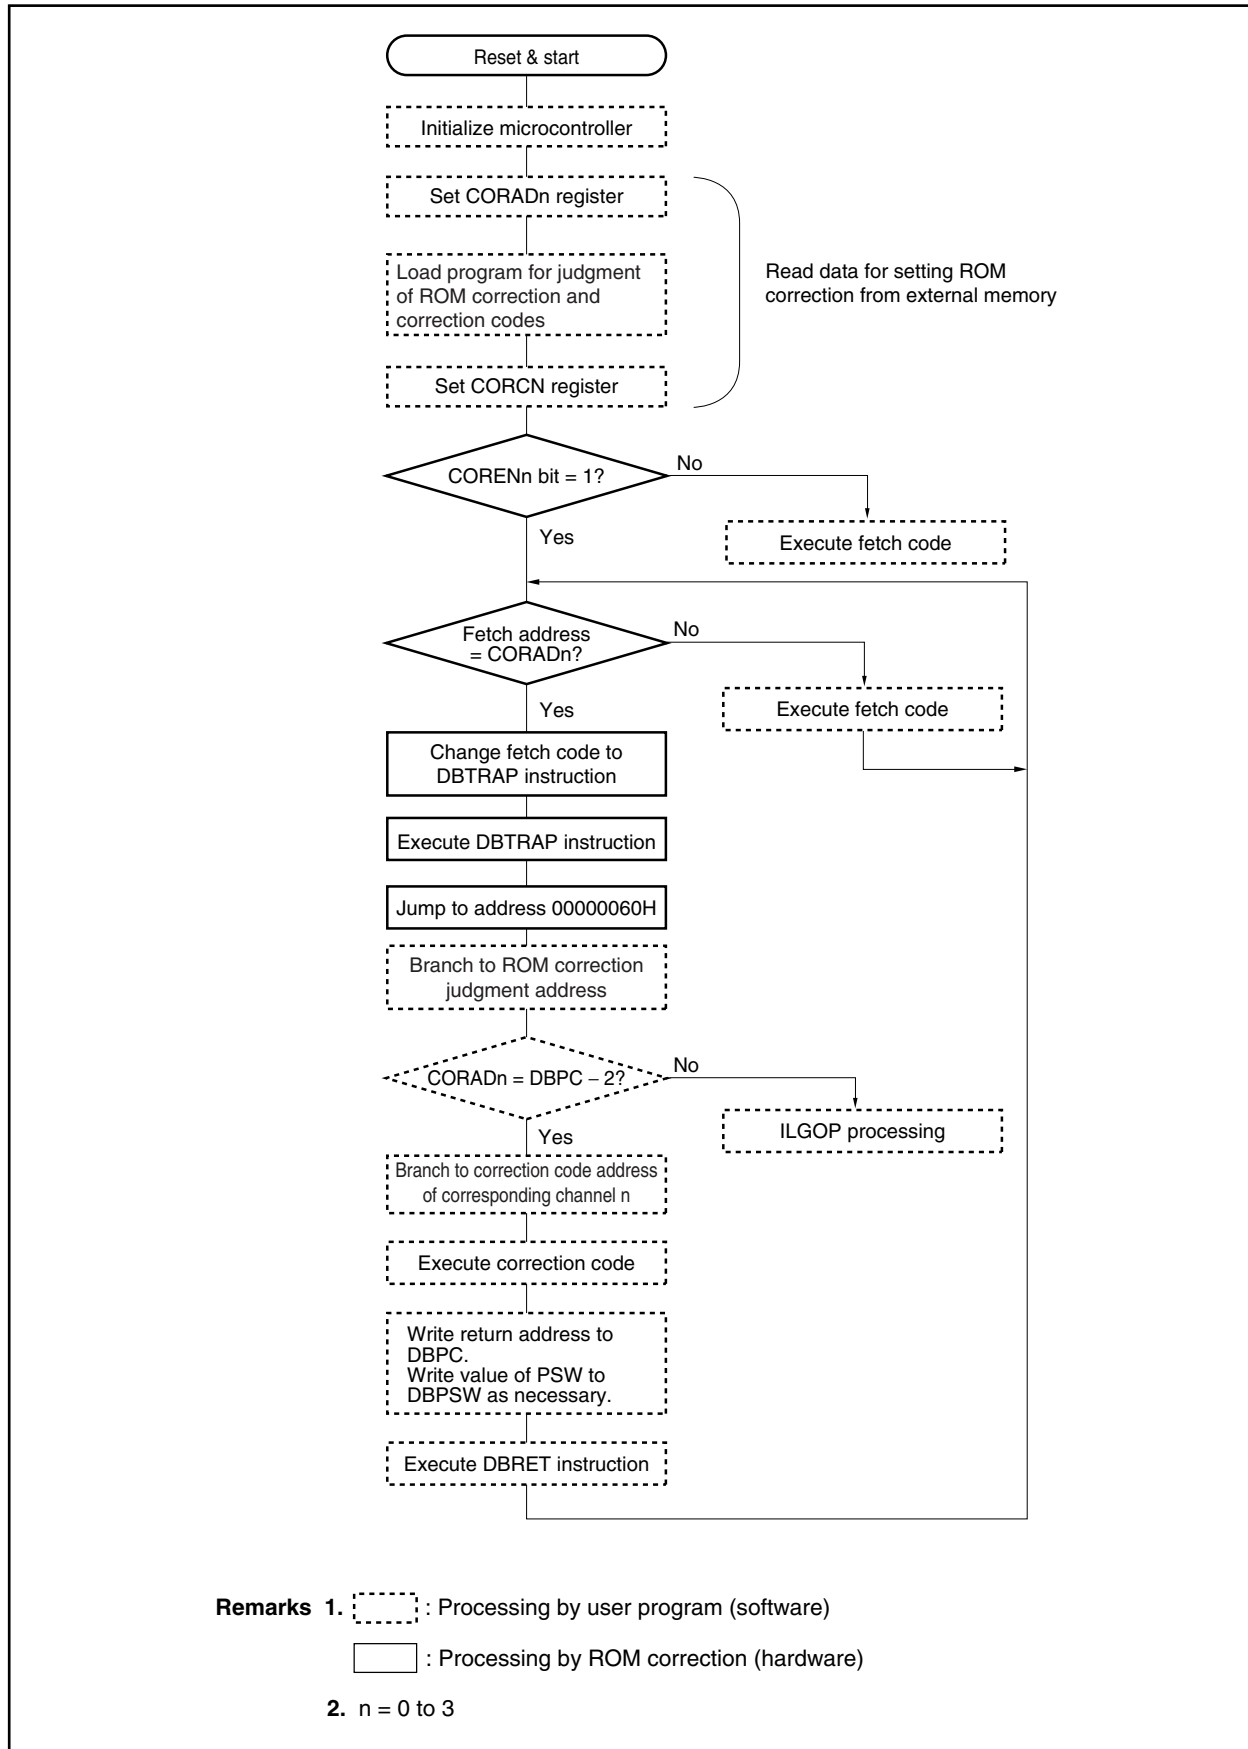 Reset & start
Initialize microcontroller
Set CORADn register
Load program for judgment
of ROM correction and
correction codes
Read data for setting ROM
correction from external memory
Set CORCN register
CORENn bit = 1?
No
Yes
Execute fetch code
Fetch address
= CORADn?
No
Yes
Execute fetch code
Change fetch code to
DBTRAP instruction
Execute DBTRAP instruction
Jump to address 00000060H
Branch to ROM correction
judgment address
CORADn = DBPC – 2?
No
Yes
ILGOP processing
Branch to correction code address
of corresponding channel n
Execute correction code
Write return address to
DBPC.
Write value of PSW to
DBPSW as necessary.
Execute DBRET instruction
Remarks 1. : Processing by user program (software)
: Processing by ROM correction (hardware)
2. n = 0 to 3